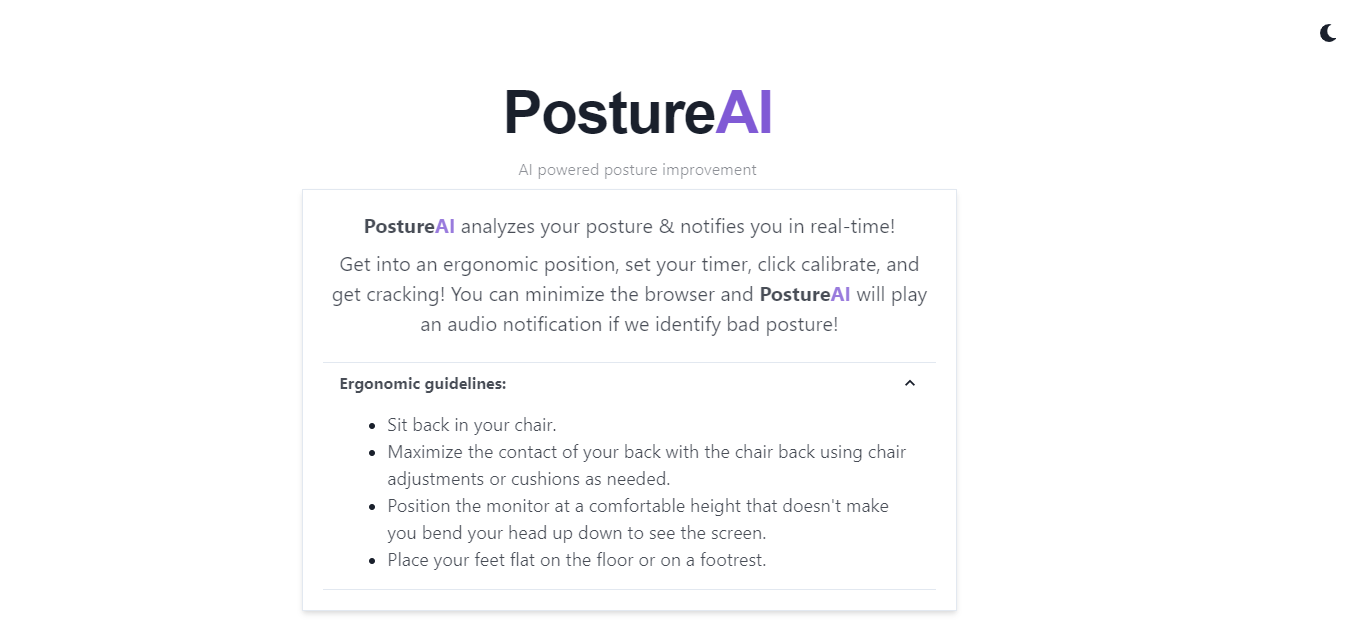 PostureAI
AI powered posture improvement
PostureAI analyzes your posture & notifies you in real-time!
Get into an ergonomic position, set your timer, click calibrate, and
get cracking! You can minimize the browser and PostureAI will play
an audio notification if we identify bad posture!
Ergonomic guidelines:
• Sit back in your chair.
• Maximize the contact of your back with the chair back using chair
adjustments or cushions as needed.
• Position the monitor at a comfortable height that doesn't make
you bend your head up down to see the screen.
• Place your feet flat on the floor or on a footrest.